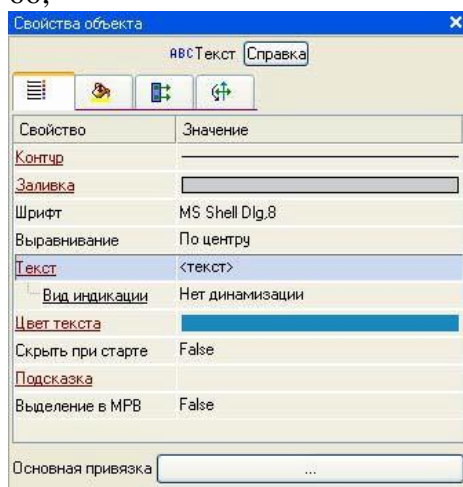 Свойства объекта
ABCТекст Справка
Свойство Значение
Контур
Заливка
Шрифт MS Shell Dlg,8
Выравнивание По центру
Текст <текст>
Вид индикации Нет динамизации
Цвет текста
Скрыть при старте False
Подсказка
Выделение в МРВ False
Основная привязка ...